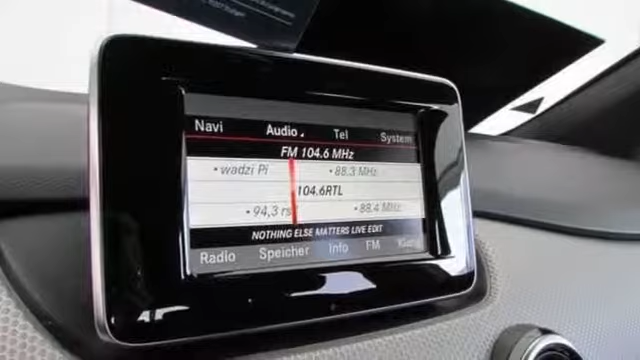 Navi Audio Tel System
FM 104.6 MHz
• wadzi Pi • 88.3 MHz
104.6RTL
• 94,3 rs • 88.4 MHz
NOTHING ELSE MATTERS LIVE EDIT
Radio Speicher Info FM